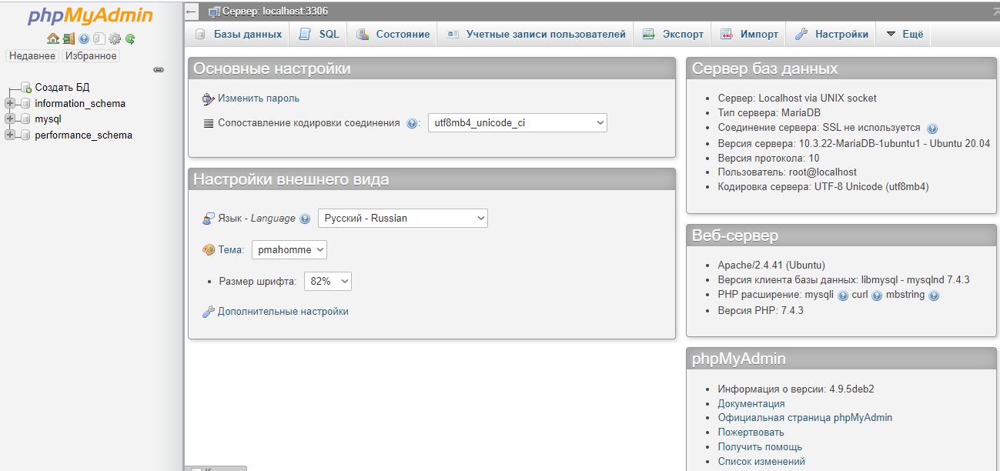 phpMyAdmin
Недавнее Избранное
Создать БД
information_schema
mysql
performance_schema
Сервер: localhost:3306
Базы данных SQL Состояние Учетные записи пользователей Экспорт Импорт Настройки Ещё
Основные настройки
Изменить пароль
Сопоставление кодировки соединения : utf8mb4_unicode_ci
Настройки внешнего вида
Язык - Language Русский - Russian
Тема: pmahomme
Размер шрифта: 82%
Дополнительные настройки
Сервер баз данных
Сервер: Localhost via UNIX socket
Тип сервера: MariaDB
Соединение сервера: SSL не используется
Версия сервера: 10.3.22-MariaDB-1ubuntu1 - Ubuntu 20.04
Версия протокола: 10
Пользователь: root@localhost
Кодировка сервера: UTF-8 Unicode (utf8mb4)
Веб-сервер
Apache/2.4.41 (Ubuntu)
Версия клиента базы данных: libmysql - mysqlnd 7.4.3
PHP расширение: mysqli curl mbstring
Версия PHP: 7.4.3
phpMyAdmin
Информация о версии: 4.9.5deb2
Документация
Официальная страница phpMyAdmin
Пожертвовать
Получить помощь
Список изменений